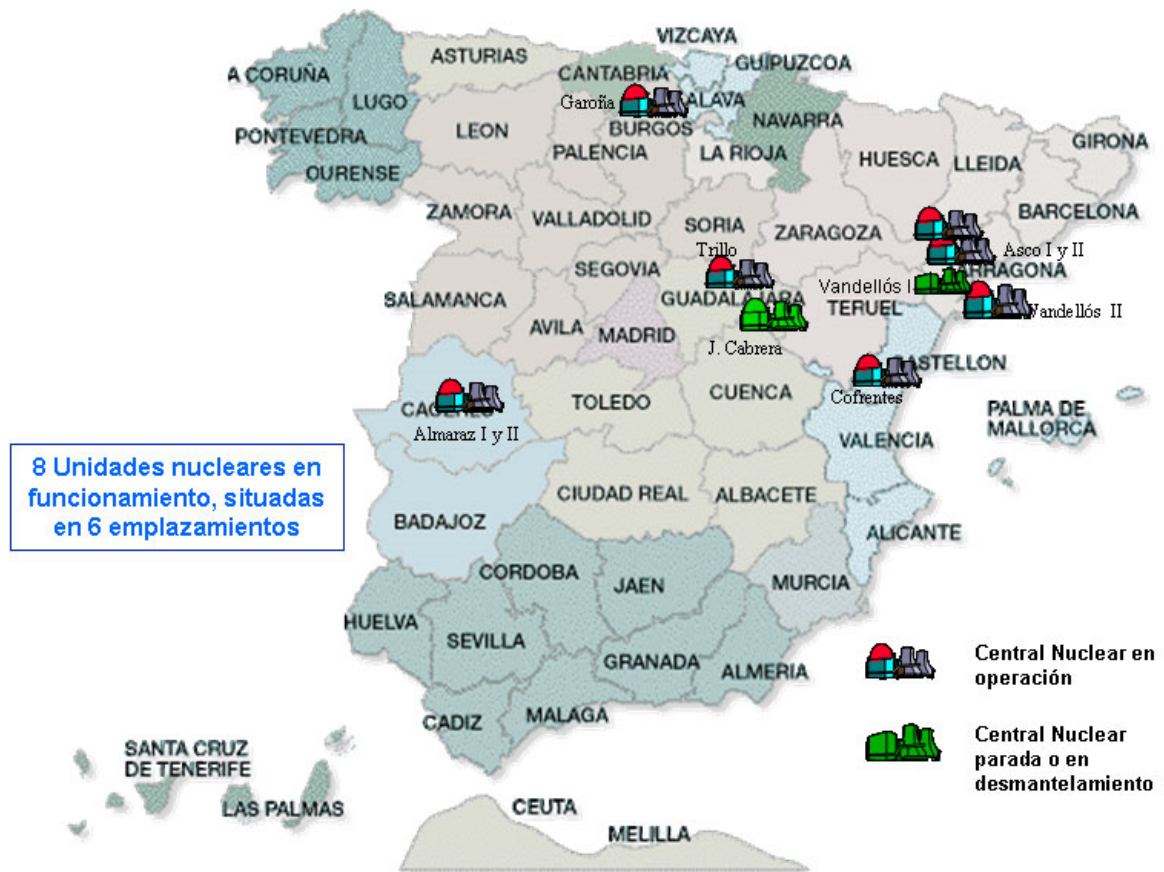 VIZCAYA
ASTURIAS
GUIPUZCOA
A CORUÑA
CANTABRIA
LUGO
Garoña
ALAVA
NAVARRA
PONTEVEDRA
LEON
BURGOS
PALENCIA
LA RIOJA
HUESCA
LLEIDA
GIRONA
OURENSE
ZAMORA
VALLADOLID
SORIA
ZARAGOZA
BARCELONA
Trillo
Asco I y II
SEGOVIA
ARRAGONA
SALAMANCA
GUADALAJARA
Vandellós I
TERUEL
AVILA
MADRID
Vandellós II
J. Cabrera
ASTELLON
CUENCA
Cofrentes
TOLEDO
PALMA DE
MALLORCA
Almaraz I y II
VALENCIA
8 Unidades nucleares en
funcionamiento, situadas
en 6 emplazamientos
CIUDAD REAL
ALBACETE
BADAJOZ
ALICANTE
CORDOBA
JAEN
MURCIA
HUELVA
SEVILLA
GRANADA
ALMERIA
Central Nuclear en
operación
CADIZ
MALAGA
Central Nuclear
parada o en
desmantelamiento
SANTA CRUZ
DE TENERIFE
LAS PALMAS
CEUTA
MELILLA